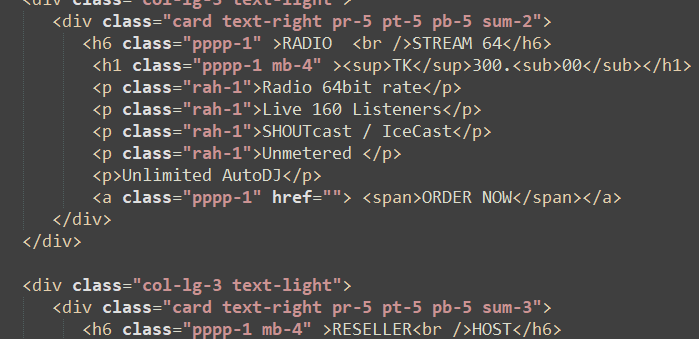 <div class="col-lg-3 text-light">
<div class="card text-right pr-5 pt-5 pb-5 sum-2">
<h6 class="pppp-1" >RADIO  <br />STREAM 64</h6>
<h1 class="pppp-1 mb-4" ><sup>TK</sup>300.<sub>00</sub></h1>
<p class="rah-1">Radio 64bit rate</p>
<p class="rah-1">Live 160 Listeners</p>
<p class="rah-1">SHOUTcast / IceCast</p>
<p class="rah-1">Unmetered </p>
<p>Unlimited AutoDJ</p>
<a class="pppp-1" href=""> <span>ORDER NOW</span></a>
</div>
</div>
<div class="col-lg-3 text-light">
<div class="card text-right pr-5 pt-5 pb-5 sum-3">
<h6 class="pppp-1 mb-4" >RESELLER<br />HOST</h6>